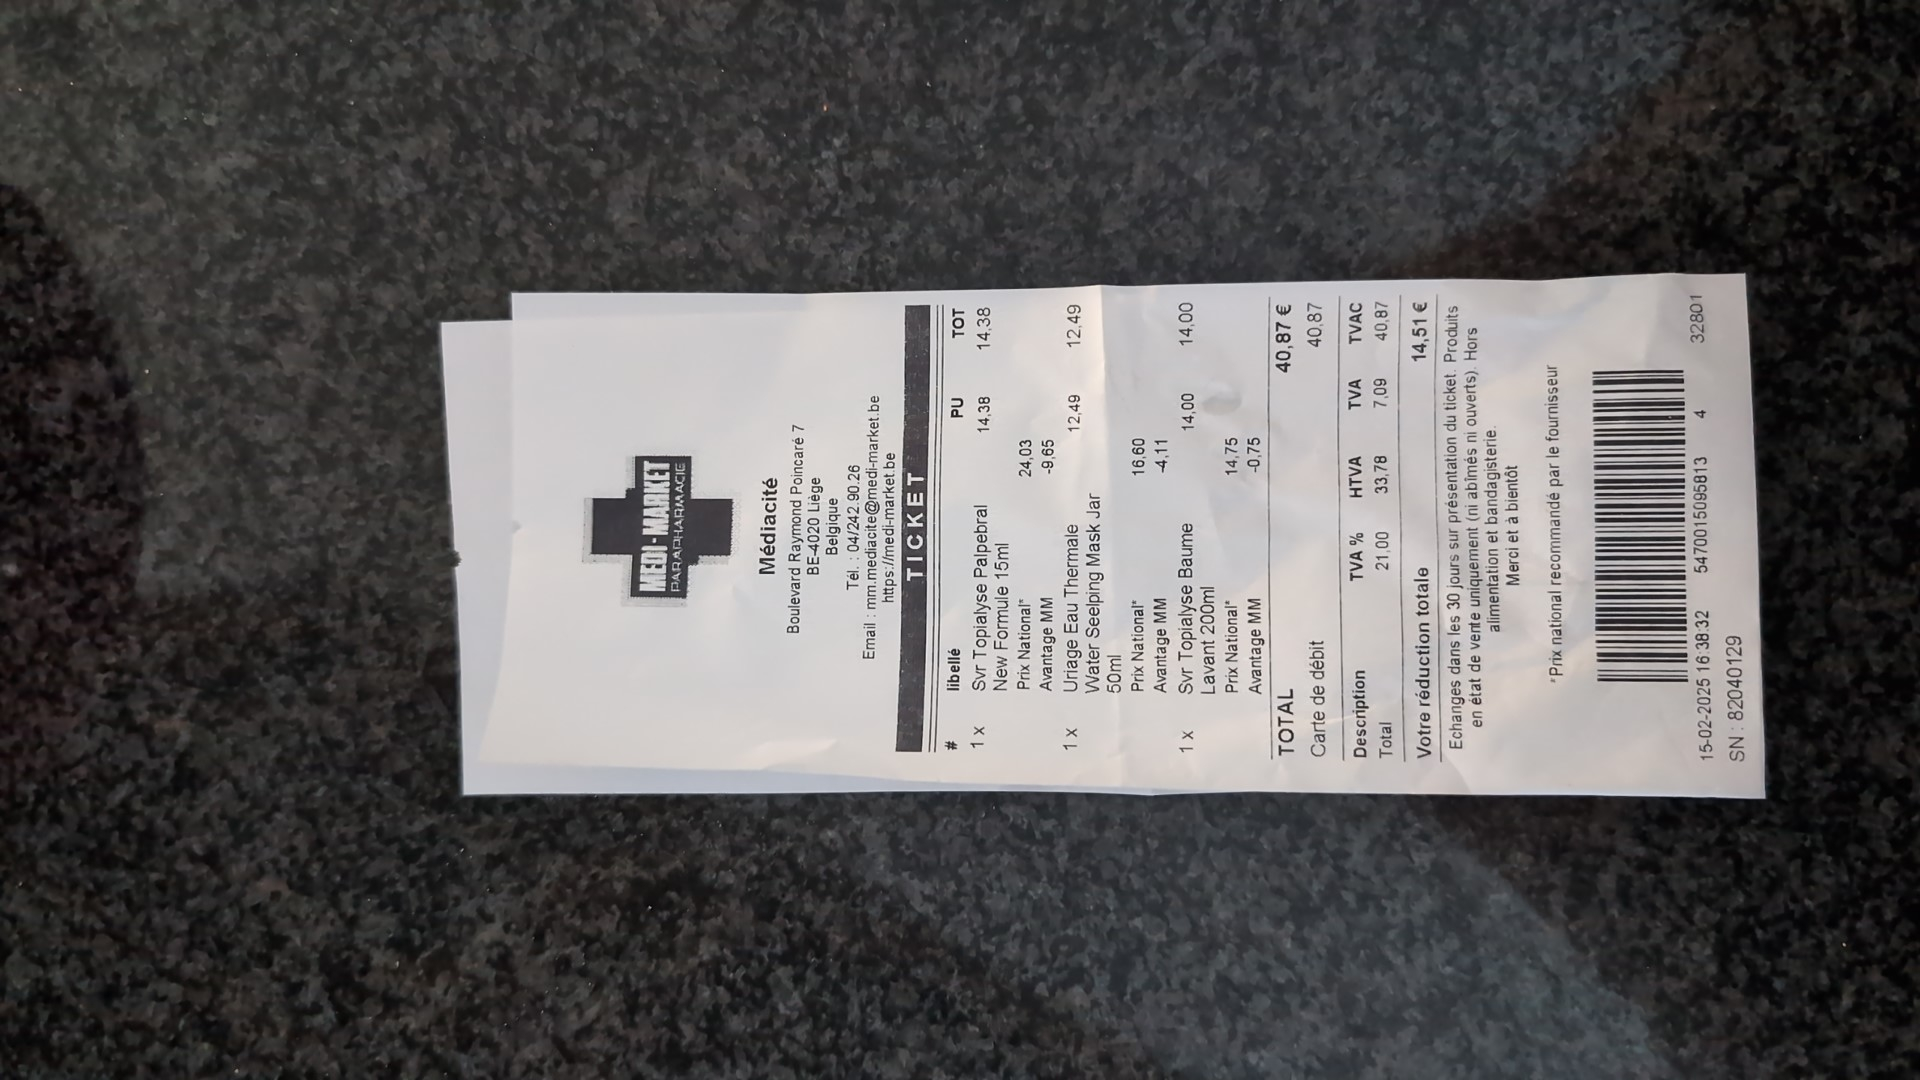 MEDI-MARKET
PARAPHARMACIE
Médiacité
Boulevard Raymond Poincaré 7
BE-4020 Liège
Belgique
Tél. : 04/242.90.26
Email : mm.mediacite@medi-market.be
https://medi-market.be
TICKET
# libellé PU TOT
1 x Svr Topialyse Palpebral 14,38 14,38
New Formule 15ml
Prix National* 24,03
Avantage MM -9,65
1 x Uriage Eau Thermale 12,49 12,49
Water Seelping Mask Jar
50ml
Prix National* 16,60
Avantage MM -4,11
1 x Svr Topialyse Baume 14,00 14,00
Lavant 200ml
Prix National* 14,75
Avantage MM -0,75
TOTAL 40,87 €
Carte de débit 40,87
Description TVA % HTVA TVA TVAC
Total 21,00 33,78 7,09 40,87
Votre réduction totale 14,51 €
Echanges dans les 30 jours sur présentation du ticket. Produits
en état de vente uniquement (ni abîmés ni ouverts). Hors
alimentation et bandagisterie.
Merci et à bientôt
*Prix national recommandé par le fournisseur
15-02-2025 16:38:32 5470015095813 4 32801
SN : 82040129